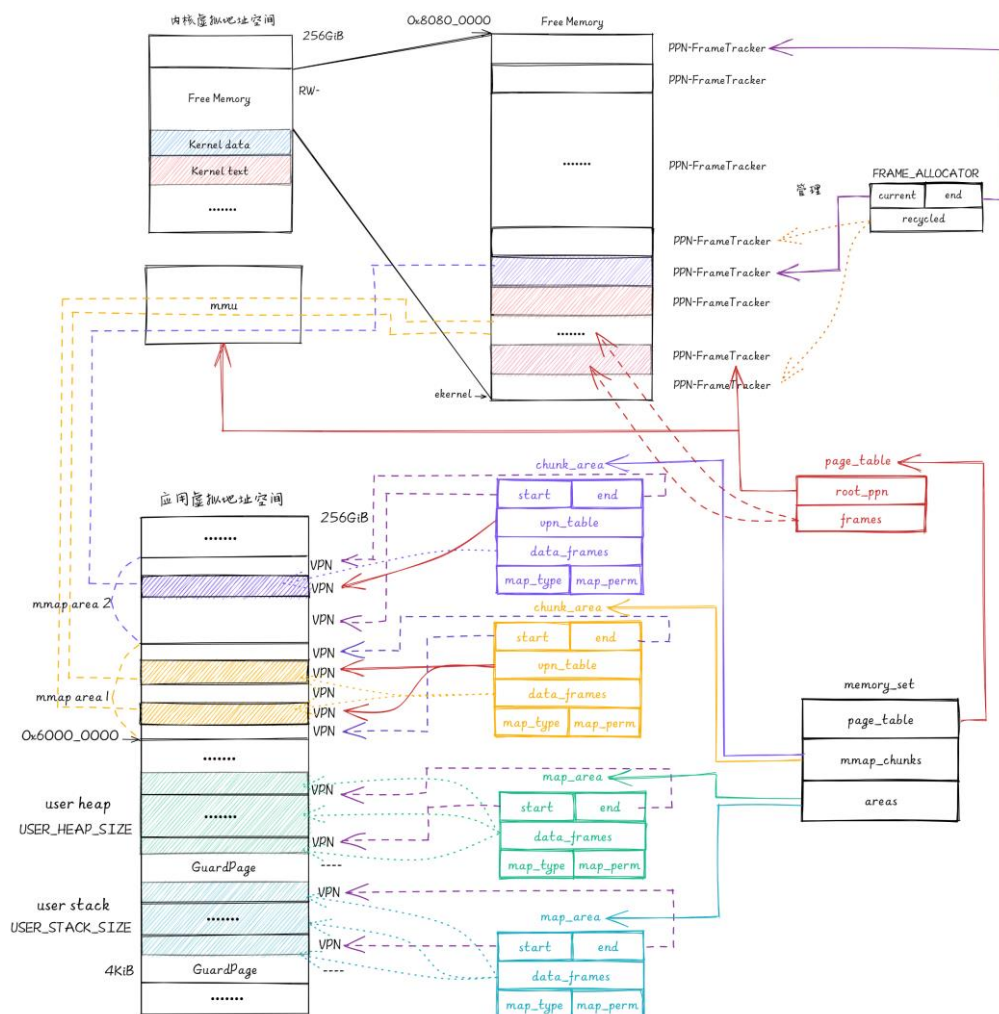 内核虚拟地址空间
256GiB
Free Memory
RW-
Kernel data
Kernel text
.......
0x8080_0000
Free Memory
.......
.......
ekernel
PPN-FrameTracker
PPN-FrameTracker
PPN-FrameTracker
PPN-FrameTracker
PPN-FrameTracker
PPN-FrameTracker
PPN-FrameTracker
PPN-FrameTracker
管理
FRAME_ALLOCATOR
current
end
recycled
mmu
应用虚拟地址空间
256GiB
.......
VPN
VPN
mmap area 2
VPN
VPN
VPN
mmap area 1
VPN
VPN
VPN
0x6000_0000
.......
VPN
user heap
.......
USER_HEAP_SIZE
VPN
GuardPage
----
VPN
user stack
.......
USER_STACK_SIZE
VPN
4KiB
GuardPage
----
.......
chunk_area
start
end
vpn_table
data_frames
map_type
map_perm
chunk_area
start
end
vpn_table
data_frames
map_type
map_perm
map_area
start
end
data_frames
map_type
map_perm
map_area
start
end
data_frames
map_type
map_perm
page_table
root_ppn
frames
memory_set
page_table
mmap_chunks
areas